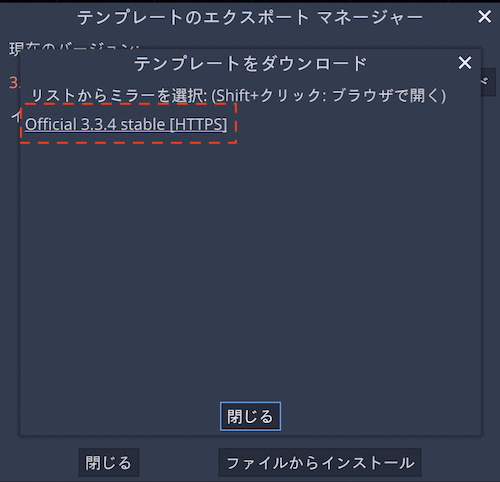 テンプレートのエクスポート マネージャー
現在のバージョン:
テンプレートをダウンロード
3.
ド
リストからミラーを選択: (Shift+クリック: ブラウザで開く)
Official 3.3.4 stable [HTTPS]
閉じる
閉じる
ファイルからインストール